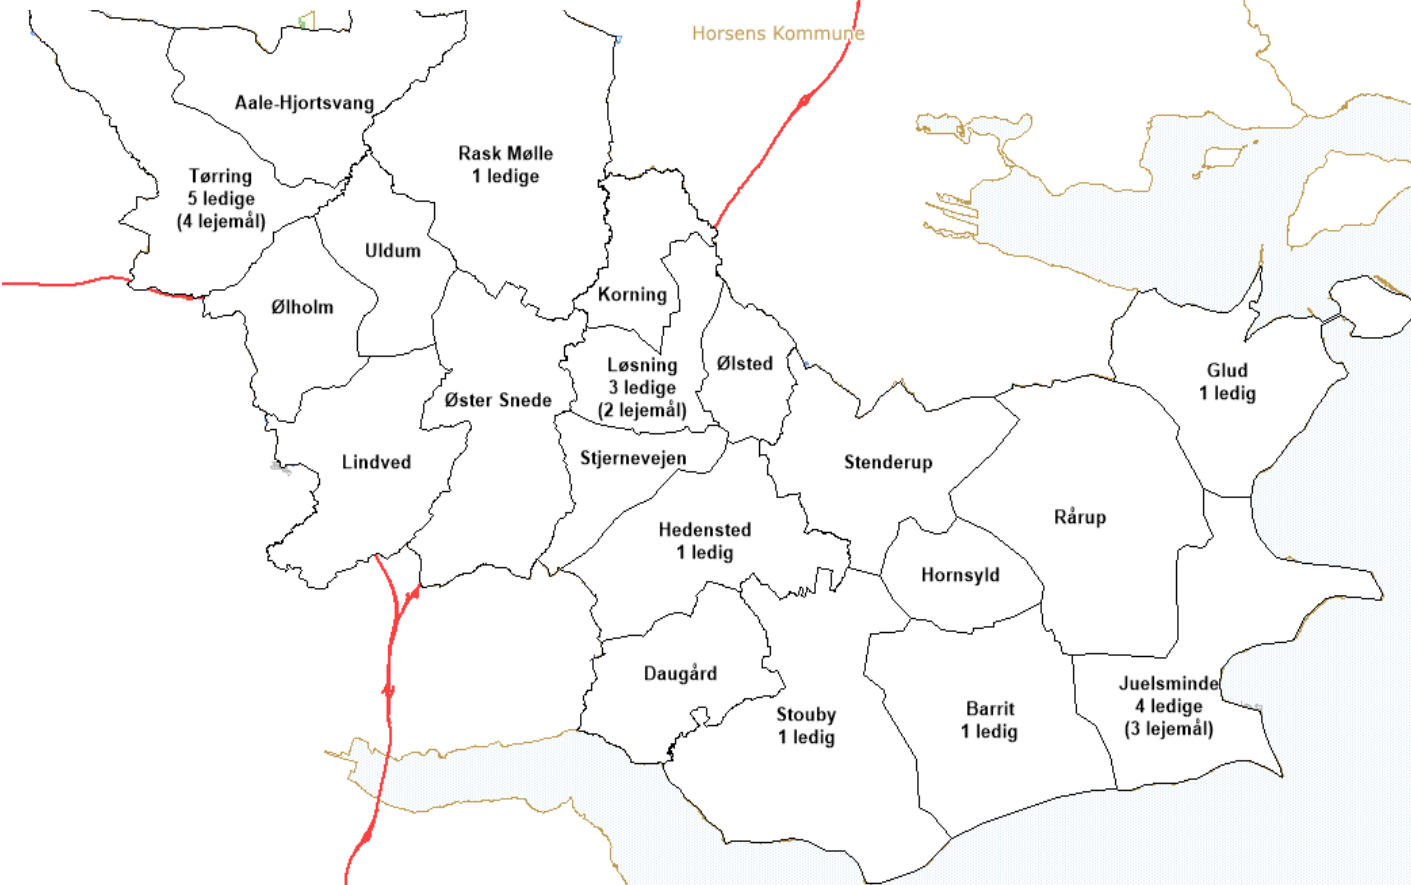 Horsens Kommune
Aale-Hjortsvang
Rask Mølle
1 ledige
Tørring
5 ledige
(4 lejemål)
Uldum
Korning
Ølholm
Løsning
3 ledige
(2 lejemål)
Ølsted
Glud
1 ledig
Øster Snede
Lindved
Stjernevejen
Stenderup
Rårup
Hedensted
1 ledig
Hornsyld
Daugård
Stouby
1 ledig
Barrit
1 ledig
Juelsminde
4 ledige
(3 lejemål)